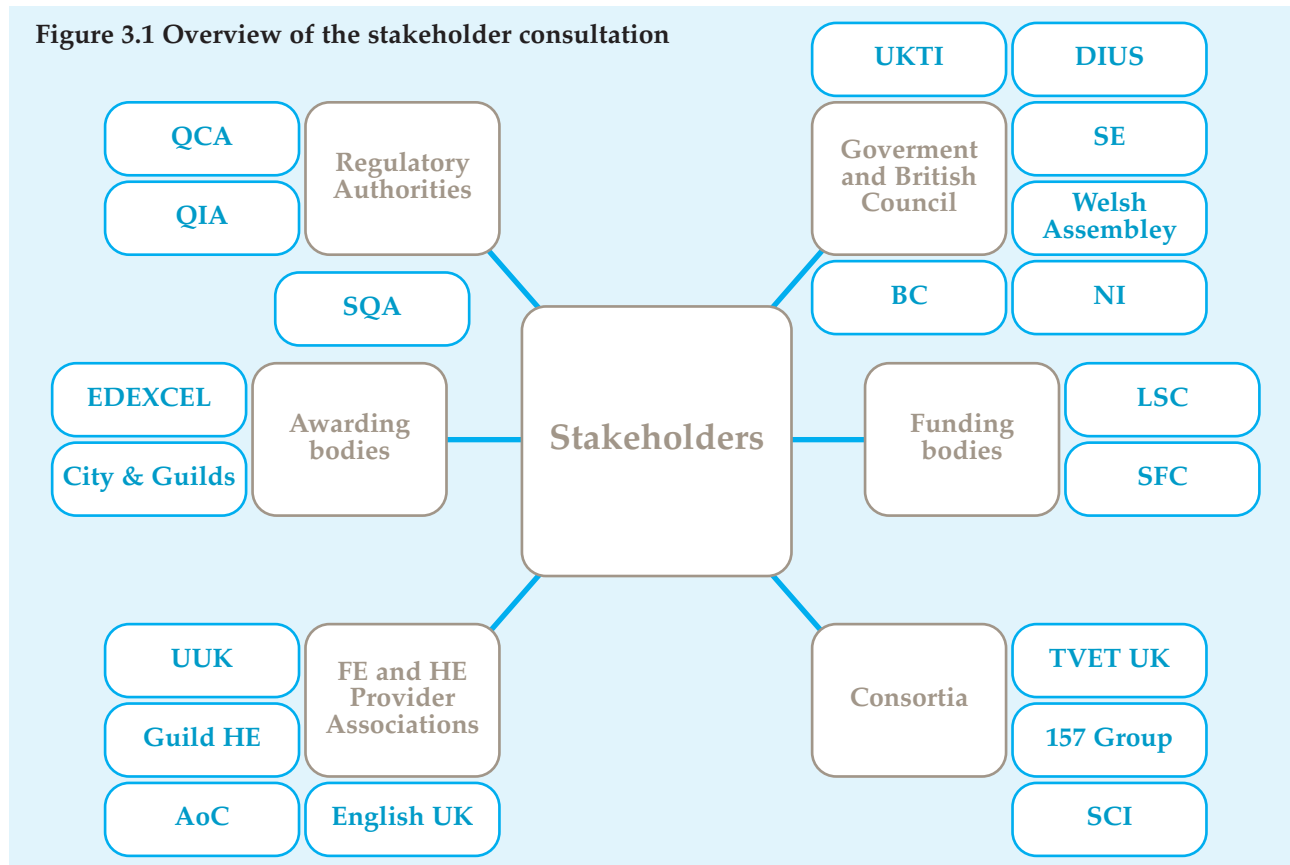 Figure 3.1 Overview of the stakeholder consultation
UKTI
DIUS
QCA
QIA
Regulatory
Authorities
SQA
Goverment
and British
Council
SE
Welsh
Assembley
BC
NI
EDEXCEL
City & Guilds
Awarding
bodies
Stakeholders
Funding
bodies
LSC
SFC
UUK
Guild HE
AoC
FE and HE
Provider
Associations
English UK
Consortia
TVET UK
157 Group
SCI